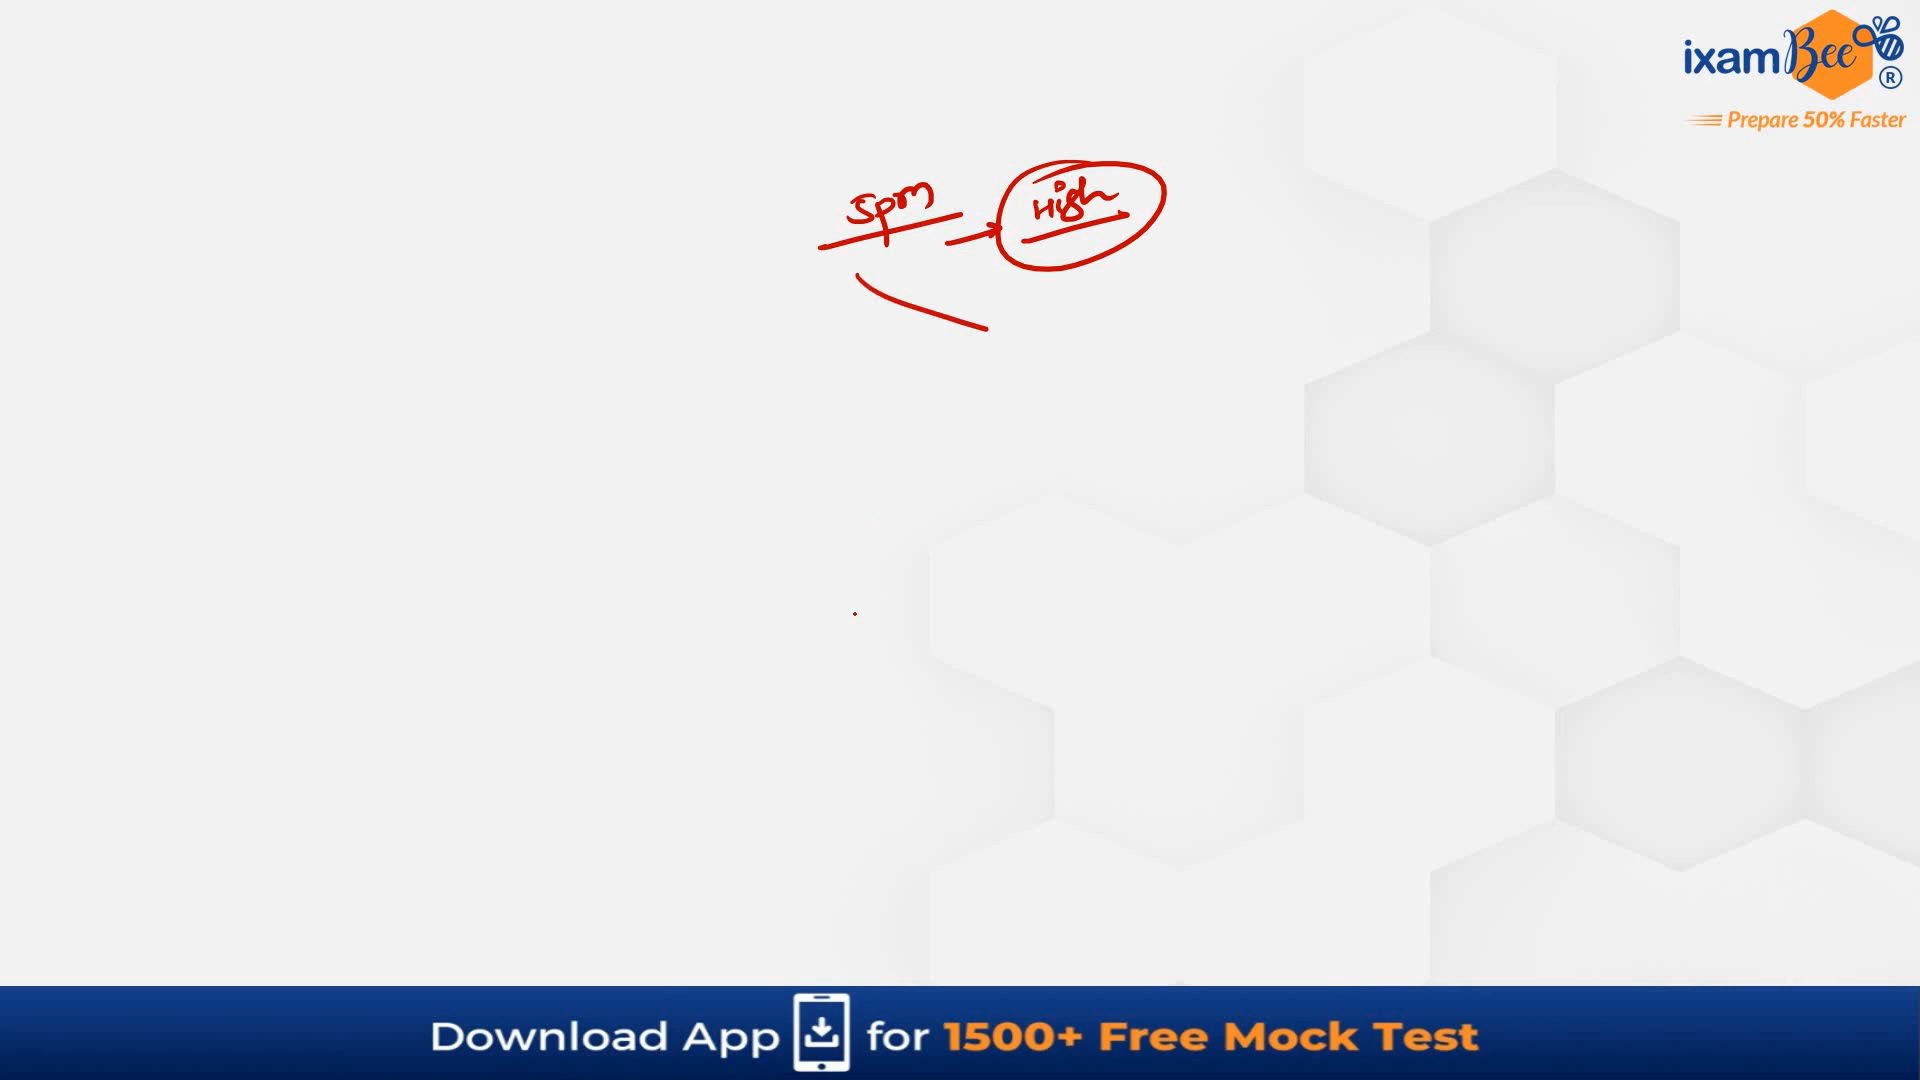 ixamBee®
Prepare 50% Faster
5pm → High
Download App for 1500+ Free Mock Test